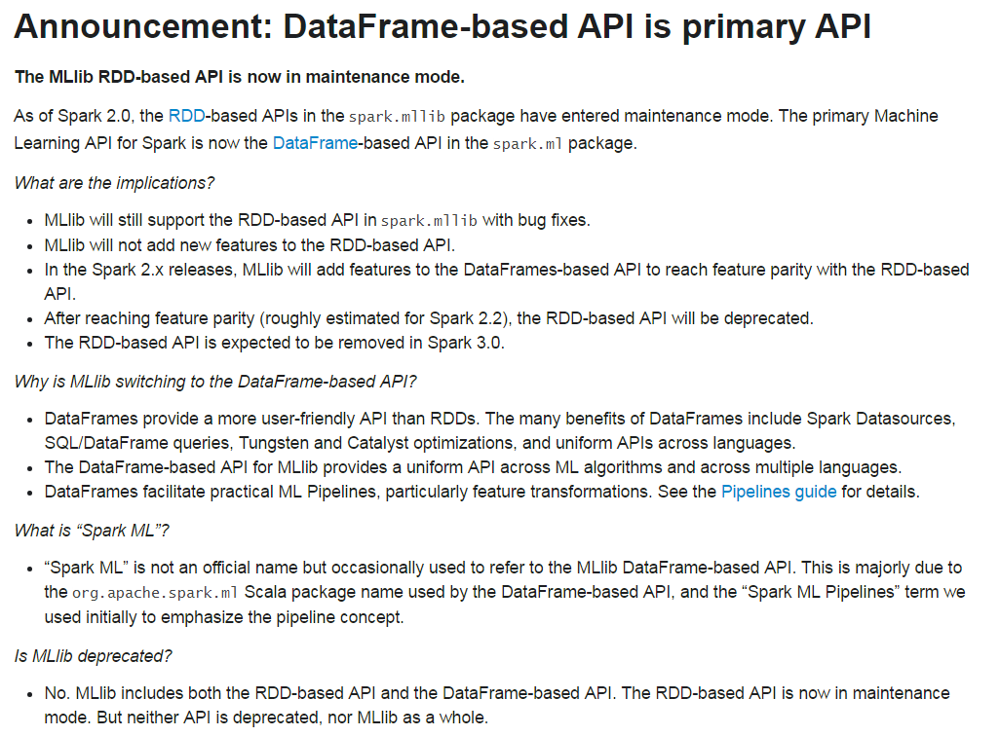 Announcement: DataFrame-based API is primary API
The MLlib RDD-based API is now in maintenance mode.
As of Spark 2.0, the RDD-based APIs in the spark.mllib package have entered maintenance mode. The primary Machine
Learning API for Spark is now the DataFrame-based API in the spark.ml package.
What are the implications?
• MLlib will still support the RDD-based API in spark.mllib with bug fixes.
• MLlib will not add new features to the RDD-based API.
• In the Spark 2.x releases, MLlib will add features to the DataFrames-based API to reach feature parity with the RDD-based
API.
• After reaching feature parity (roughly estimated for Spark 2.2), the RDD-based API will be deprecated.
• The RDD-based API is expected to be removed in Spark 3.0.
Why is MLlib switching to the DataFrame-based API?
• DataFrames provide a more user-friendly API than RDDs. The many benefits of DataFrames include Spark Datasources,
SQL/DataFrame queries, Tungsten and Catalyst optimizations, and uniform APIs across languages.
• The DataFrame-based API for MLlib provides a uniform API across ML algorithms and across multiple languages.
• DataFrames facilitate practical ML Pipelines, particularly feature transformations. See the Pipelines guide for details.
What is “Spark ML”?
• “Spark ML” is not an official name but occasionally used to refer to the MLlib DataFrame-based API. This is majorly due to
the org.apache.spark.ml Scala package name used by the DataFrame-based API, and the “Spark ML Pipelines” term we
used initially to emphasize the pipeline concept.
Is MLlib deprecated?
• No. MLlib includes both the RDD-based API and the DataFrame-based API. The RDD-based API is now in maintenance
mode. But neither API is deprecated, nor MLlib as a whole.